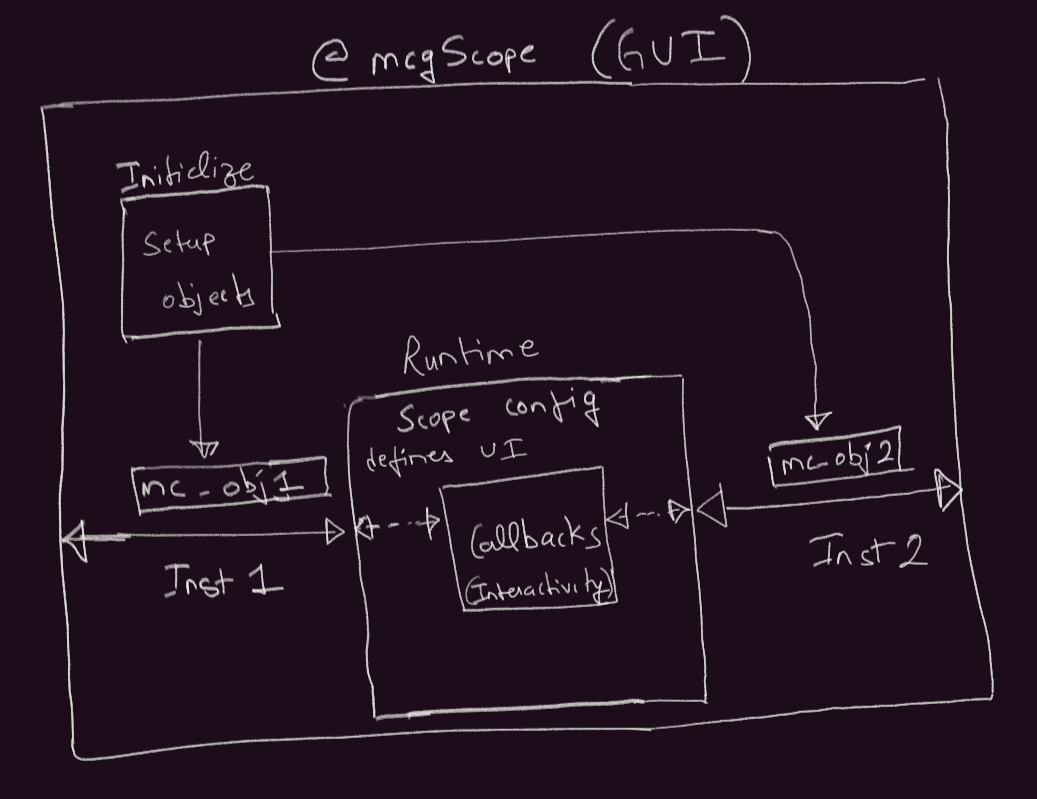 @ mcgScope (GUI)
Initialize
Setup
objects
Runtime
Scope config
defines UI
mc_obj1
mc_obj2
Callbacks
(Interactivity)
Inst 1
Inst 2